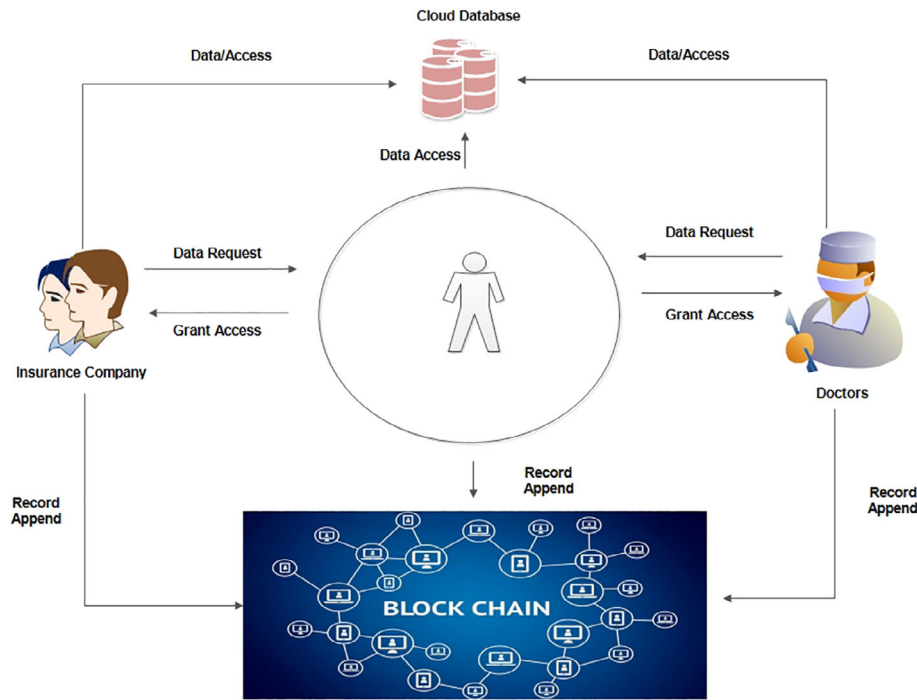 Cloud Database
Data/Access
Data/Access
Data Access
Data Request
Data Request
Grant Access
Grant Access
Insurance Company
Doctors
Record
Append
Record
Append
Record
Append
BLOCK CHAIN